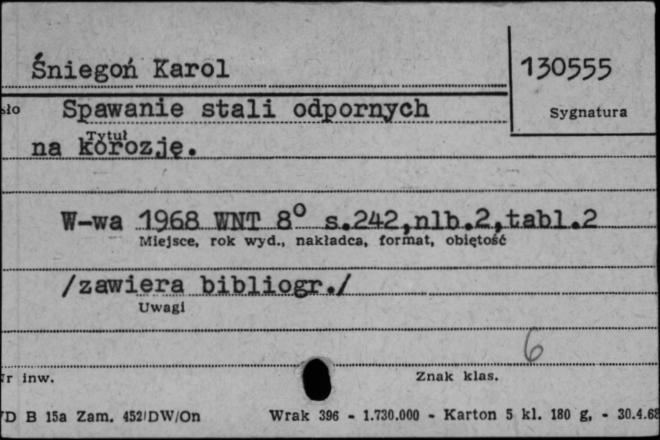 Śniegoń Karol
130555
Sygnatura
sło
Spawanie stali odpornych
Tytuł
na korozję.
W-wa 1968 WNT 8° s.242,nlb.2,tabl.2
Miejsce, rok wyd., nakładca, format, objętość
/zawiera bibliogr./
Uwagi
6
Nr inw.
Znak klas.
D B 15a Zam. 452/DW/On Wrak 396 - 1.730.000 - Karton 5 kl. 180 g, - 30.4.68